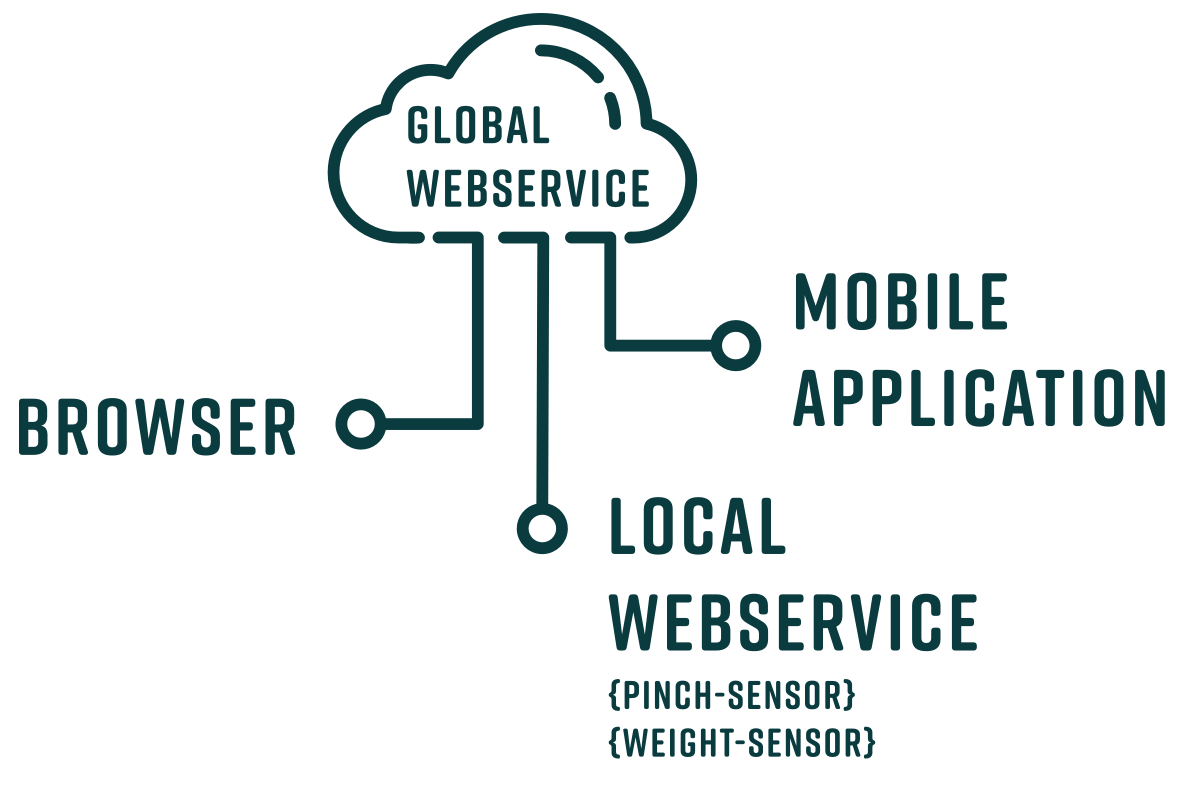 GLOBAL
WEBSERVICE
MOBILE
APPLICATION
BROWSER
LOCAL
WEBSERVICE
{PINCH-SENSOR}
{WEIGHT-SENSOR}